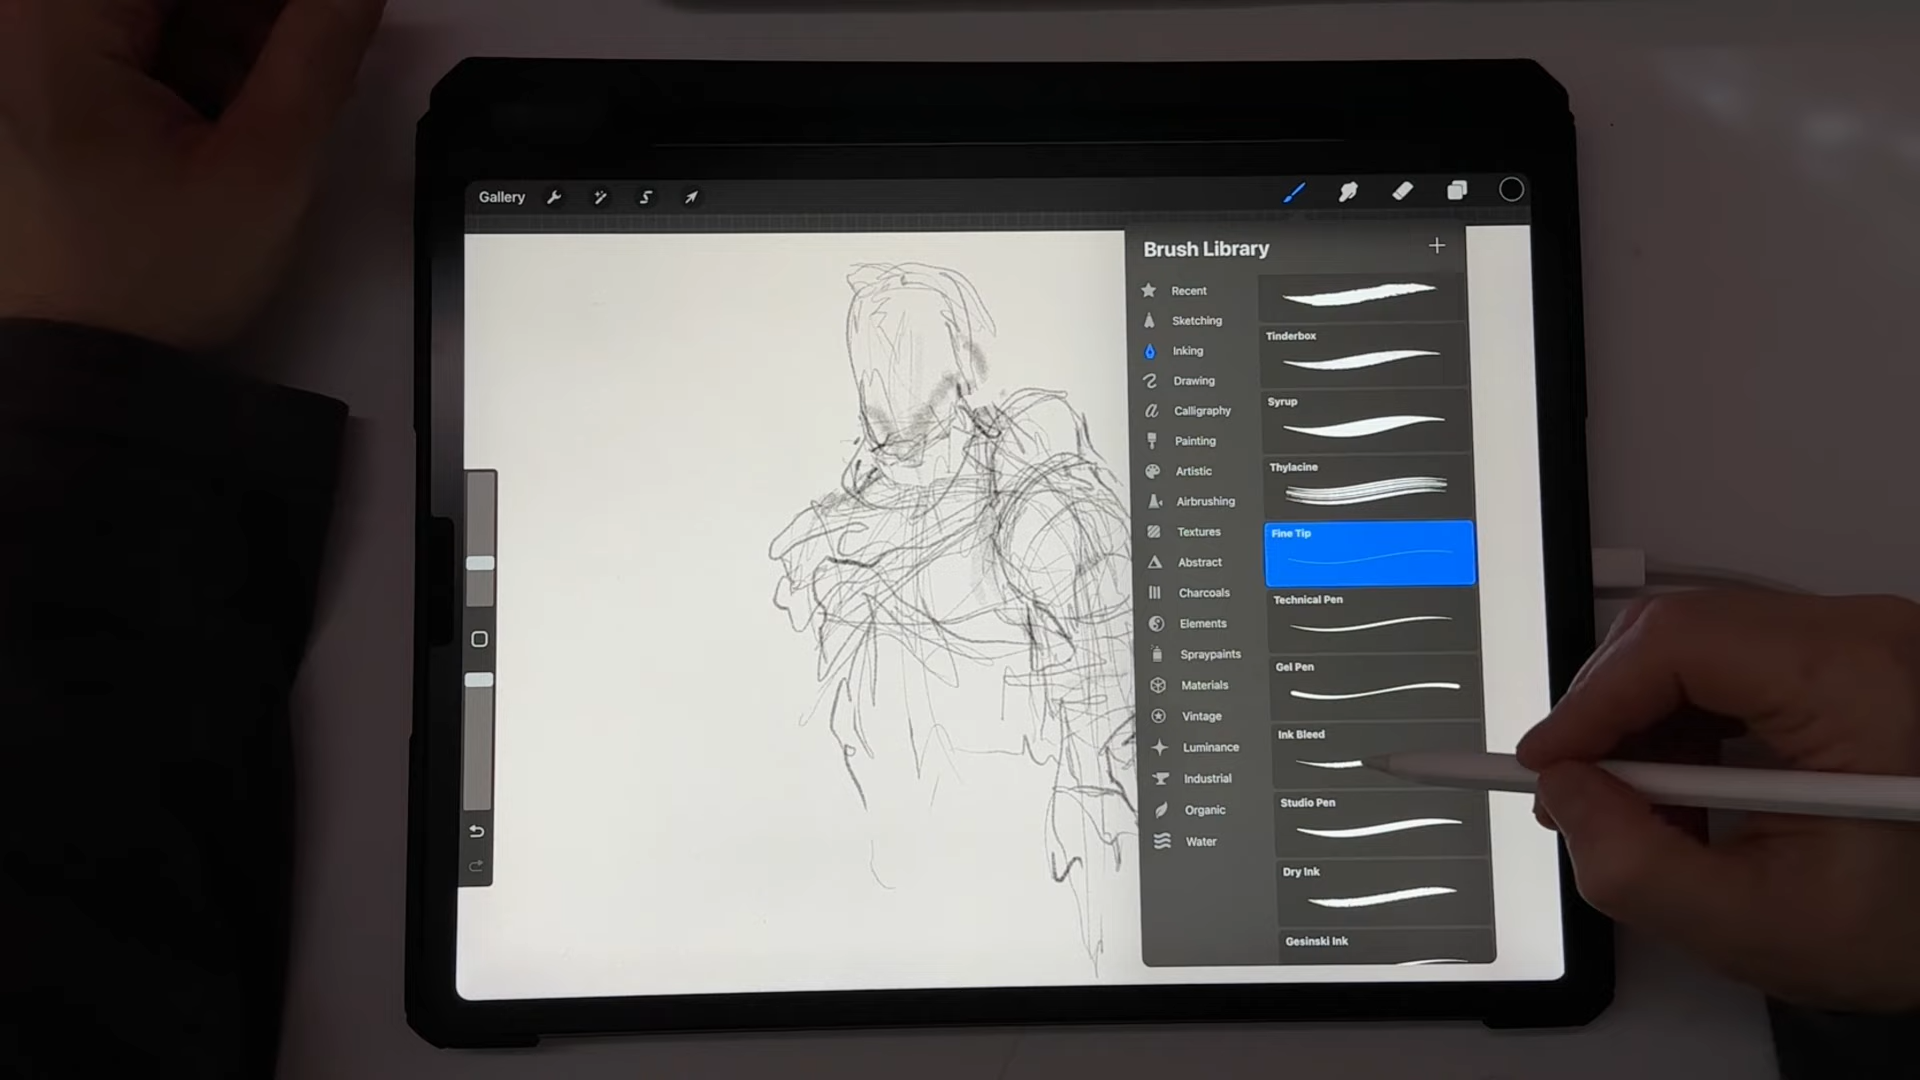 Gallery
Brush Library
Recent
Sketching
Inking
Drawing
Calligraphy
Painting
Artistic
Airbrushing
Textures
Abstract
Charcoals
Elements
Spraypaints
Materials
Vintage
Luminance
Industrial
Organic
Water
Tinderbox
Syrup
Thylacine
Fine Tip
Technical Pen
Gel Pen
Ink Bleed
Studio Pen
Dry Ink
Gesinski Ink